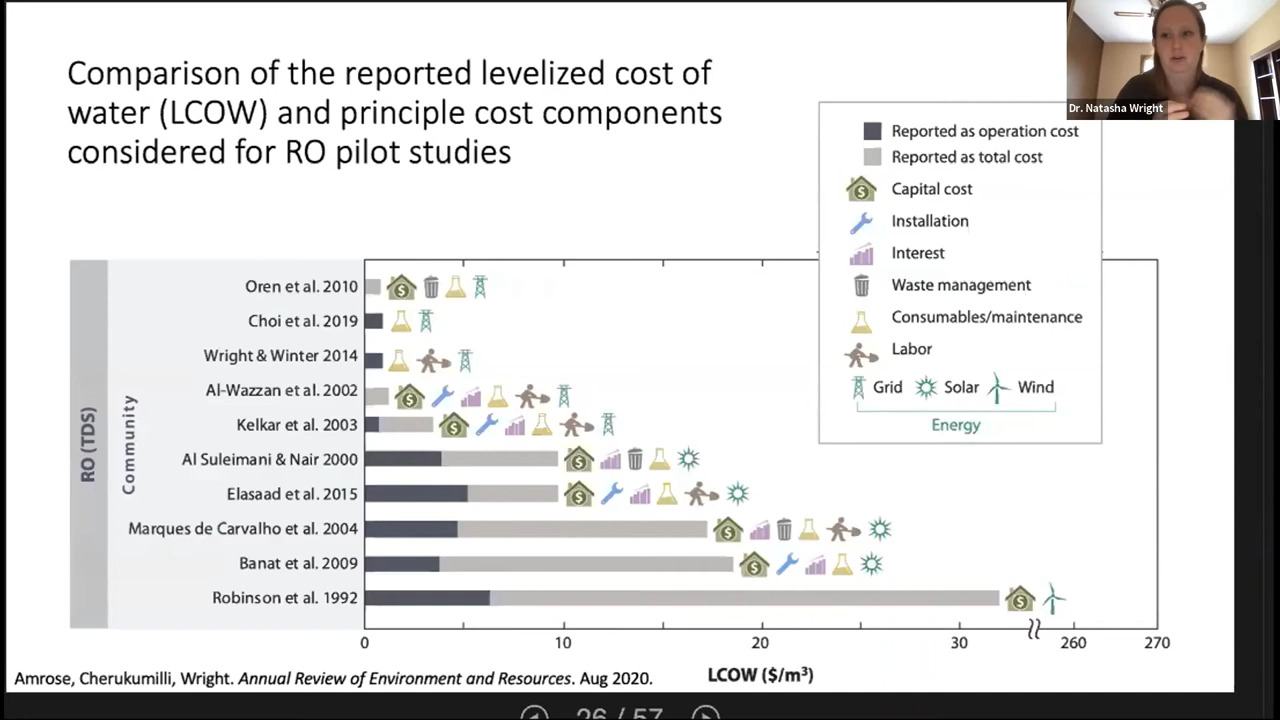 Comparison of the reported levelized cost of
water (LCOW) and principle cost components
considered for RO pilot studies
Dr. Natasha Wright
Reported as operation cost
Reported as total cost
Capital cost
Installation
Interest
Waste management
Consumables/maintenance
Labor
Grid Solar Wind
Energy
RO (TDS)
Community
Oren et al. 2010
Choi et al. 2019
Wright & Winter 2014
Al-Wazzan et al. 2002
Kelkar et al. 2003
Al Suleimani & Nair 2000
Elasaad et al. 2015
Marques de Carvalho et al. 2004
Banat et al. 2009
Robinson et al. 1992
0 10 20 30 260 270
LCOW ($/m³)
Amrose, Cherukumilli, Wright. Annual Review of Environment and Resources. Aug 2020.
26 / 57